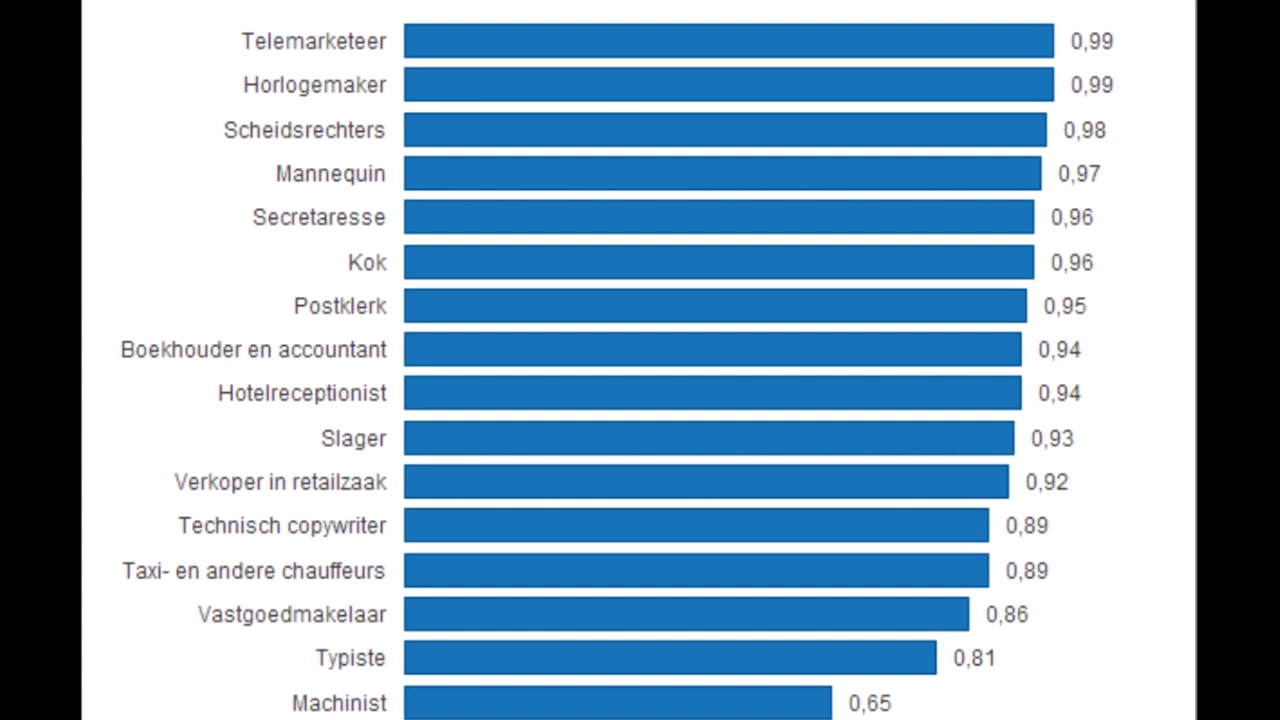 Telemarketeer 0,99
Horlogemaker 0,99
Scheidsrechters 0,98
Mannequin 0,97
Secretaresse 0,96
Kok 0,96
Postklerk 0,95
Boekhouder en accountant 0,94
Hotelreceptionist 0,94
Slager 0,93
Verkoper in retailzaak 0,92
Technisch copywriter 0,89
Taxi- en andere chauffeurs 0,89
Vastgoedmakelaar 0,86
Typiste 0,81
Machinist 0,65